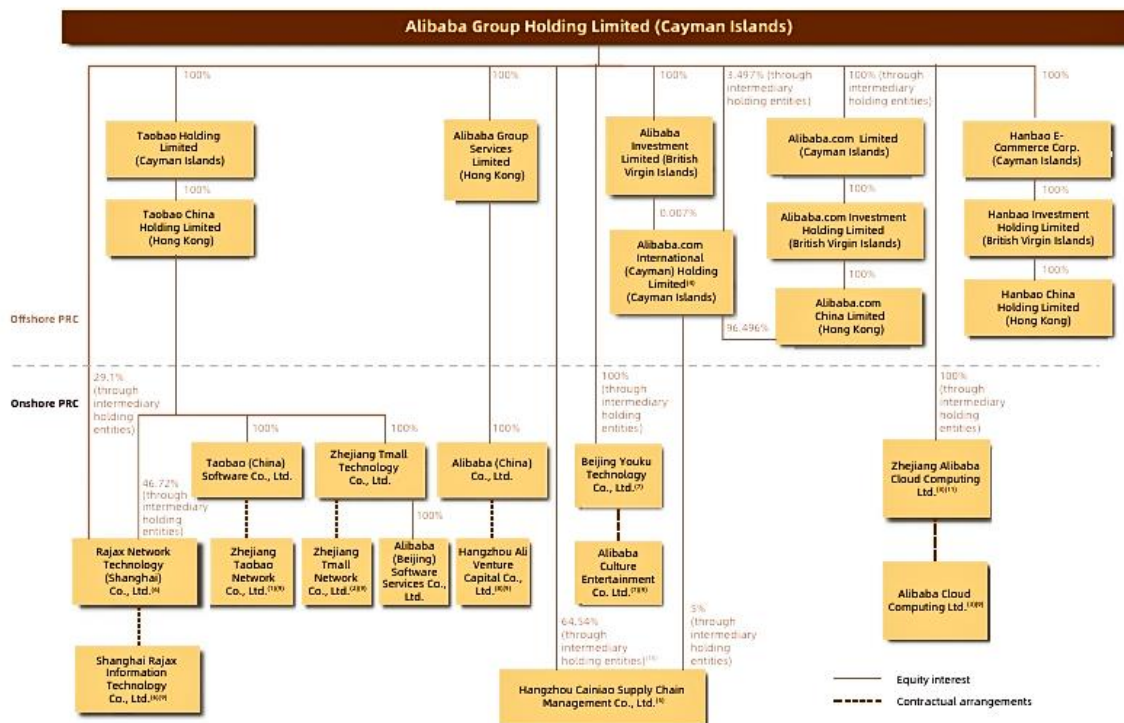 Alibaba Group Holding Limited (Cayman Islands)
100%
100%
100%
3.497% (through
intermediary
holding entities)
100% (through
intermediary
holding entities)
100%
Taobao Holding
Limited
(Cayman Islands)
Alibaba Group
Services
Limited
(Hong Kong)
Alibaba
Investment
Limited (British
Virgin Islands)
Alibaba.com Limited
(Cayman Islands)
Hanbao E-
Commerce Corp.
(Cayman Islands)
100%
0.007%
100%
100%
Taobao China
Holding Limited
(Hong Kong)
Alibaba.com
International
(Cayman) Holding
Limited
(Cayman Islands)
Alibaba.com Investment
Holding Limited
(British Virgin Islands)
Hanbao Investment
Holding Limited
(British Virgin Islands)
100%
100%
Alibaba.com
China Limited
(Hong Kong)
Hanbao China
Holding Limited
(Hong Kong)
96.496%
Offshore PRC
Onshore PRC
29.1%
(through
intermediary
holding
entities)
100%
(through
intermediary
holding
entities)
100%
(through
intermediary
holding
entities)
100%
100%
100%
Taobao (China)
Software Co., Ltd.
Zhejiang Tmall
Technology
Co., Ltd.
Alibaba (China)
Co., Ltd.
Beijing Youku
Technology
Co., Ltd.(7)
Zhejiang Alibaba
Cloud Computing
Ltd.
46.72%
(through
intermediary
holding
entities)
100%
Rajax Network
Technology
(Shanghai)
Co., Ltd.
Zhejiang
Taobao
Network
Co., Ltd.
Zhejiang
Tmall
Network
Co., Ltd.
Alibaba
(Beijing)
Software
Services Co.,
Ltd.
Hangzhou Ali
Venture
Capital Co.,
Ltd.
Alibaba
Culture
Entertainment
Co. Ltd.
Alibaba Cloud
Computing Ltd.
64.54%
(through
intermediary
holding entities)
5%
(through
intermediary
holding
entities)
Shanghai Rajax
Information
Technology
Co., Ltd.
Hangzhou Cainiao Supply Chain
Management Co., Ltd.
Equity interest
Contractual arrangements